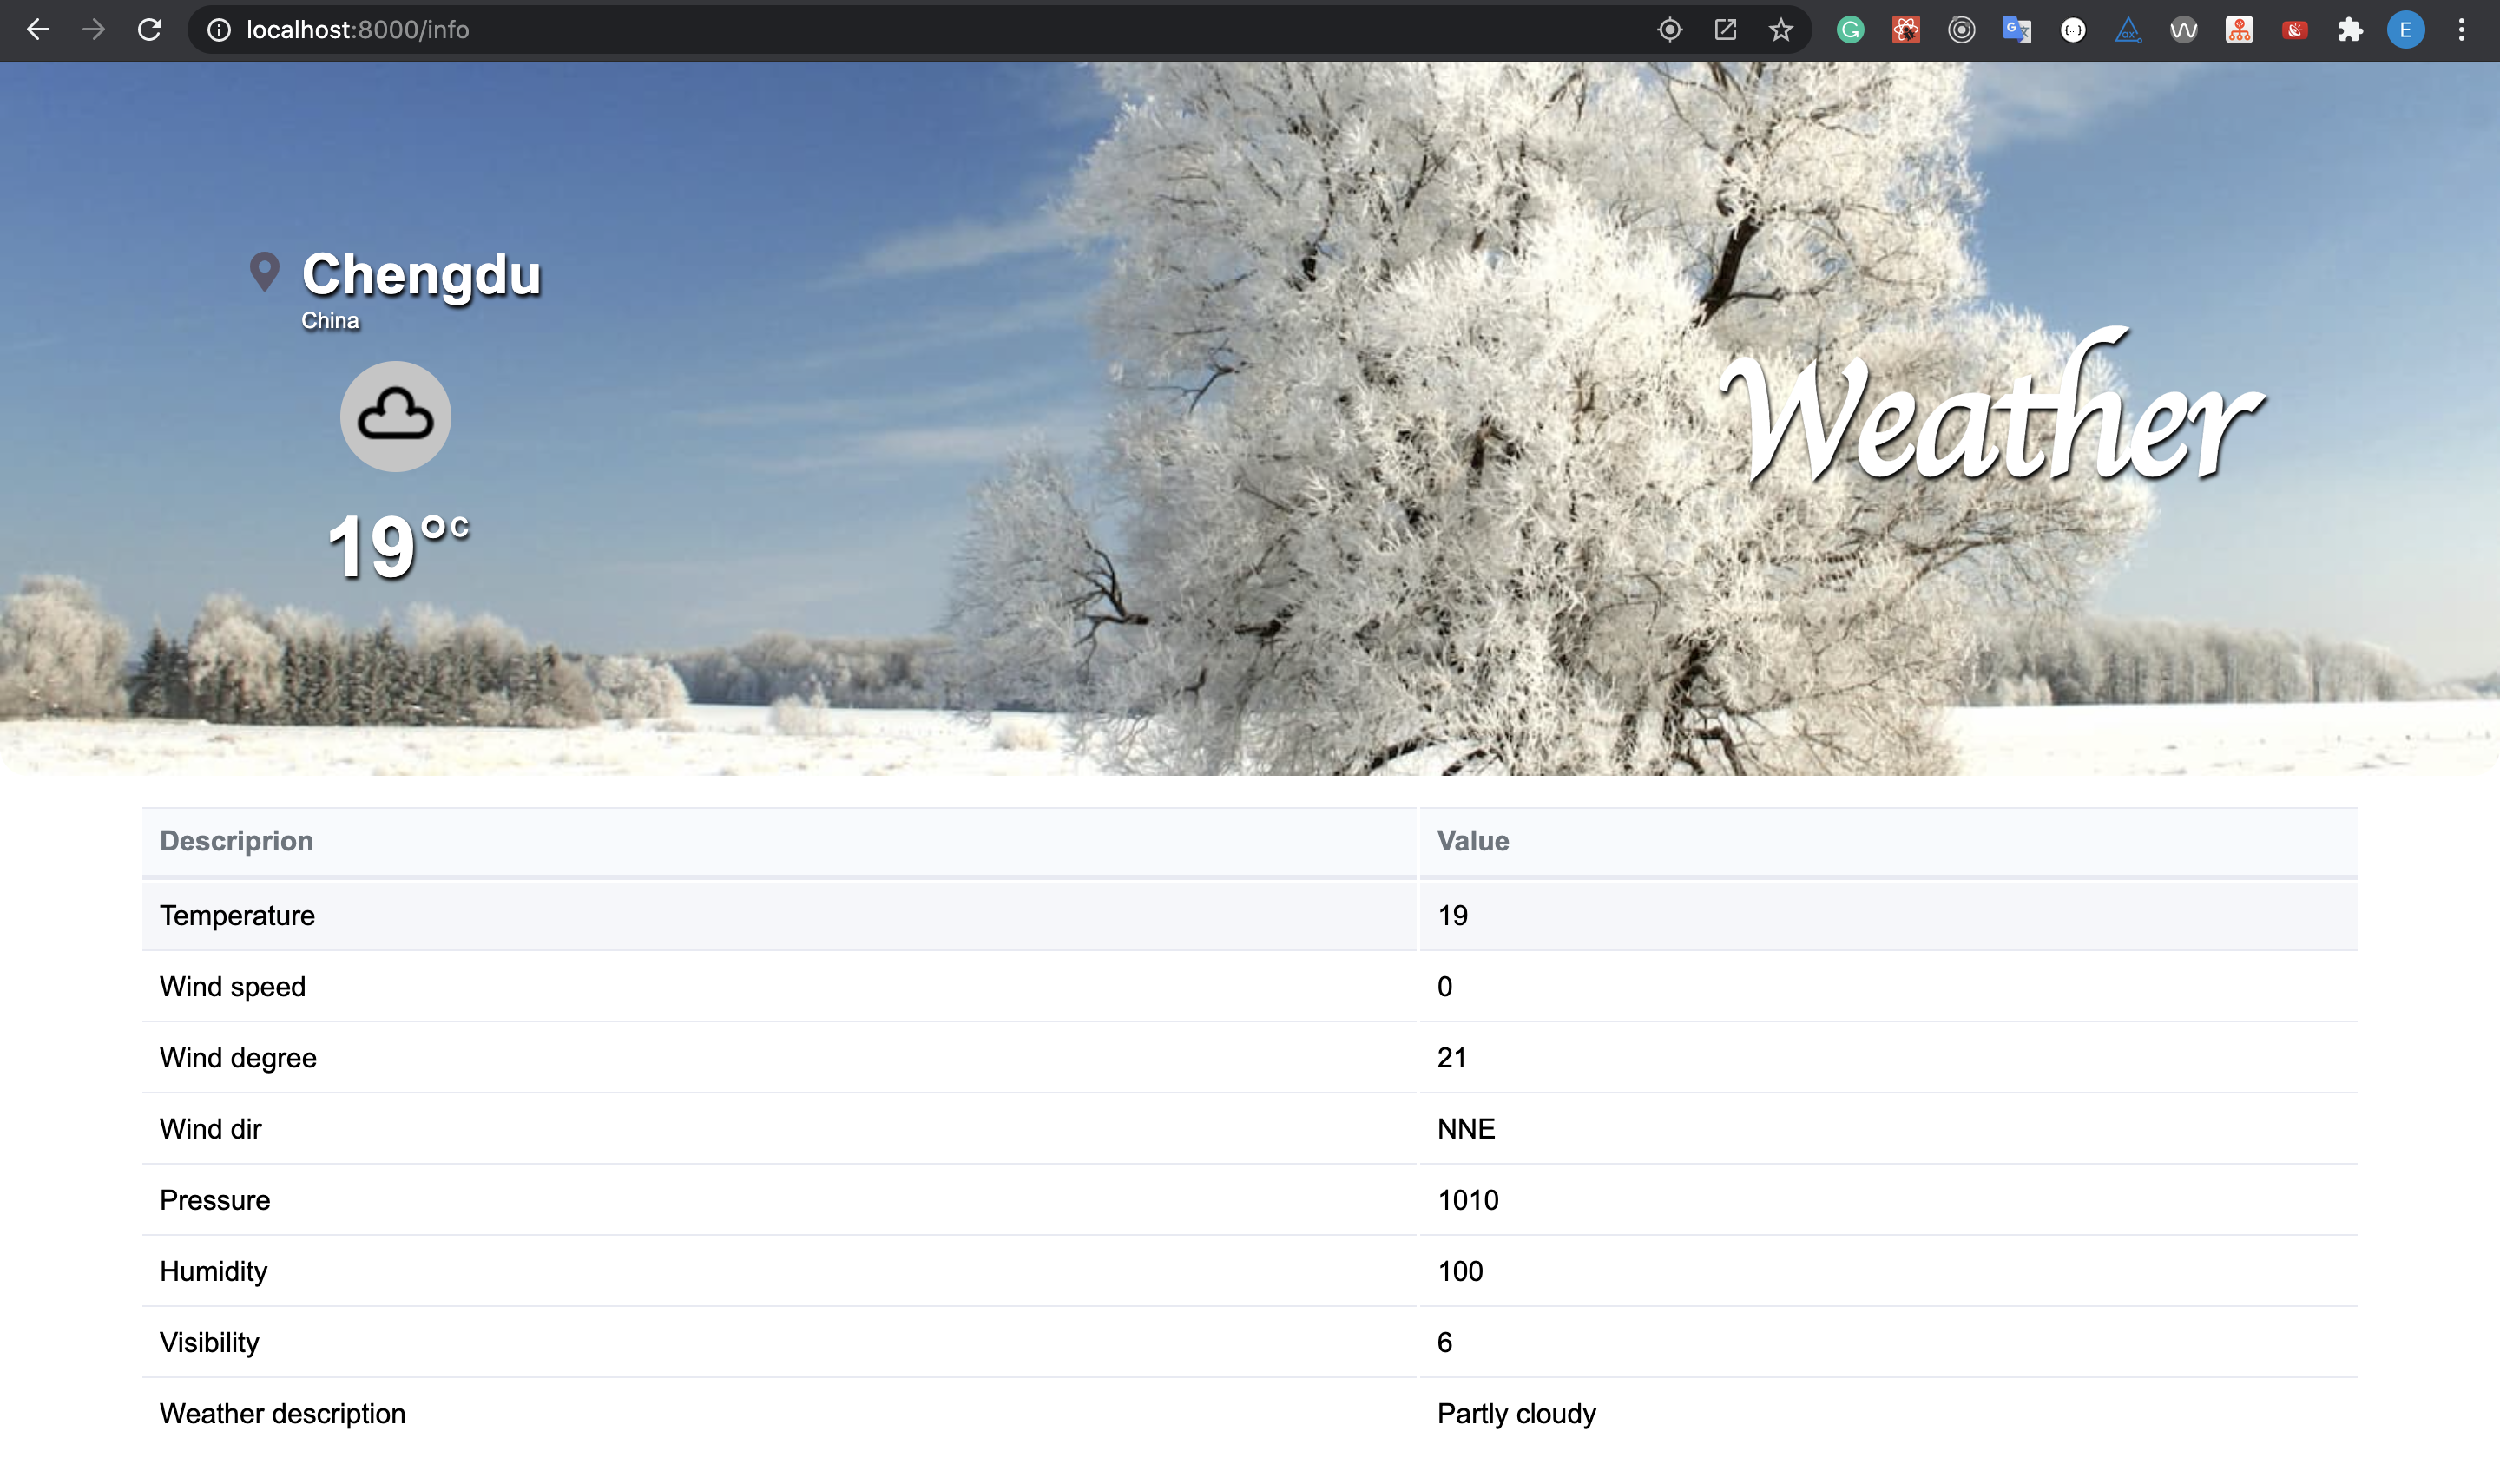 localhost:8000/info
E
Chengdu
China
19°c
Weather
Descriprion Value
Temperature 19
Wind speed 0
Wind degree 21
Wind dir NNE
Pressure 1010
Humidity 100
Visibility 6
Weather description Partly cloudy